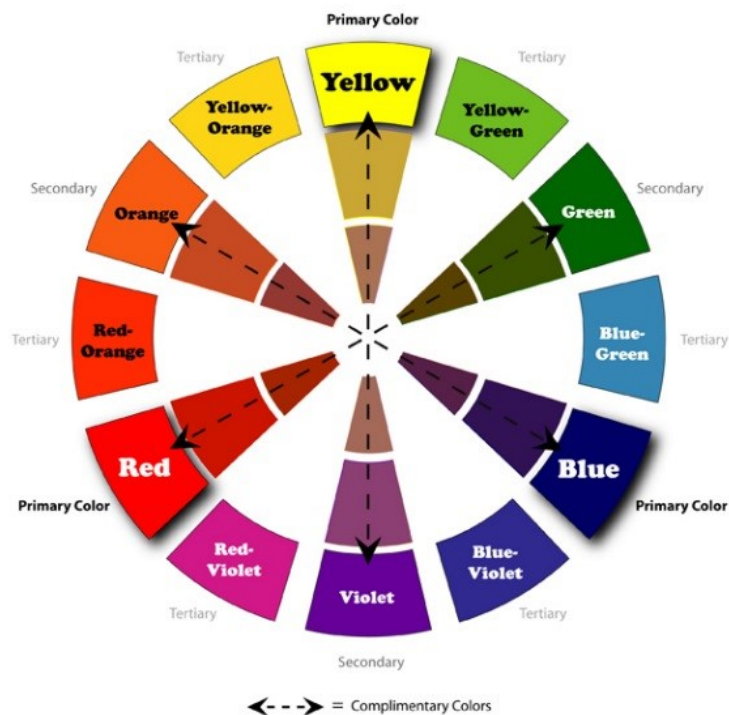 Primary Color
Yellow
Tertiary
Yellow-
Orange
Tertiary
Yellow-
Green
Secondary
Orange
Secondary
Green
Tertiary
Red-
Orange
Blue-
Green
Tertiary
Red
Primary Color
Blue
Primary Color
Red-
Violet
Tertiary
Blue-
Violet
Tertiary
Violet
Secondary
= Complimentary Colors